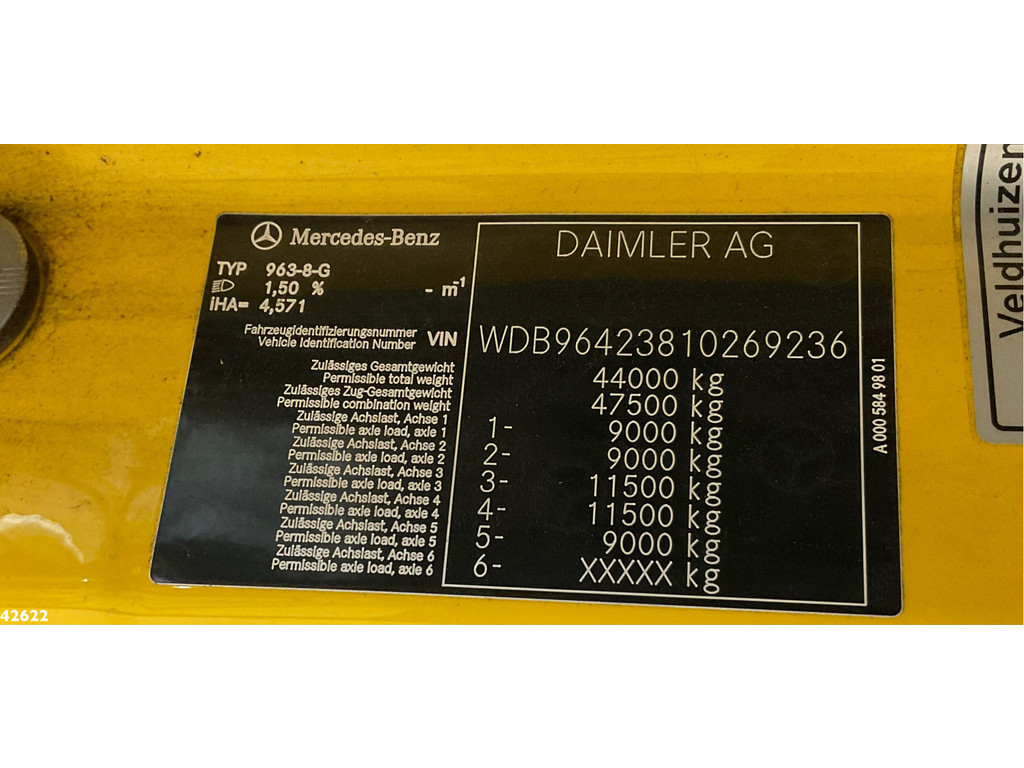 Mercedes-Benz
TYP 963-8-G
1,50 % - m⁻¹
iHA= 4,571
DAIMLER AG
Fahrzeugidentifizierungsnummer
Vehicle Identification Number VIN WDB96423810269236
Zulässiges Gesamtgewicht
Permissible total weight 44000 kg
Zulässiges Zug-Gesamtgewicht
Permissible combination weight 47500 kg
Zulässige Achslast, Achse 1
Permissible axle load, axle 1 1- 9000 kg
Zulässige Achslast, Achse 2
Permissible axle load, axle 2 2- 9000 kg
Zulässige Achslast, Achse 3
Permissible axle load, axle 3 3- 11500 kg
Zulässige Achslast, Achse 4
Permissible axle load, axle 4 4- 11500 kg
Zulässige Achslast, Achse 5
Permissible axle load, axle 5 5- 9000 kg
Zulässige Achslast, Achse 6
Permissible axle load, axle 6 6- XXXXX kg
A 000 584 98 01
Veldhuizen
42622